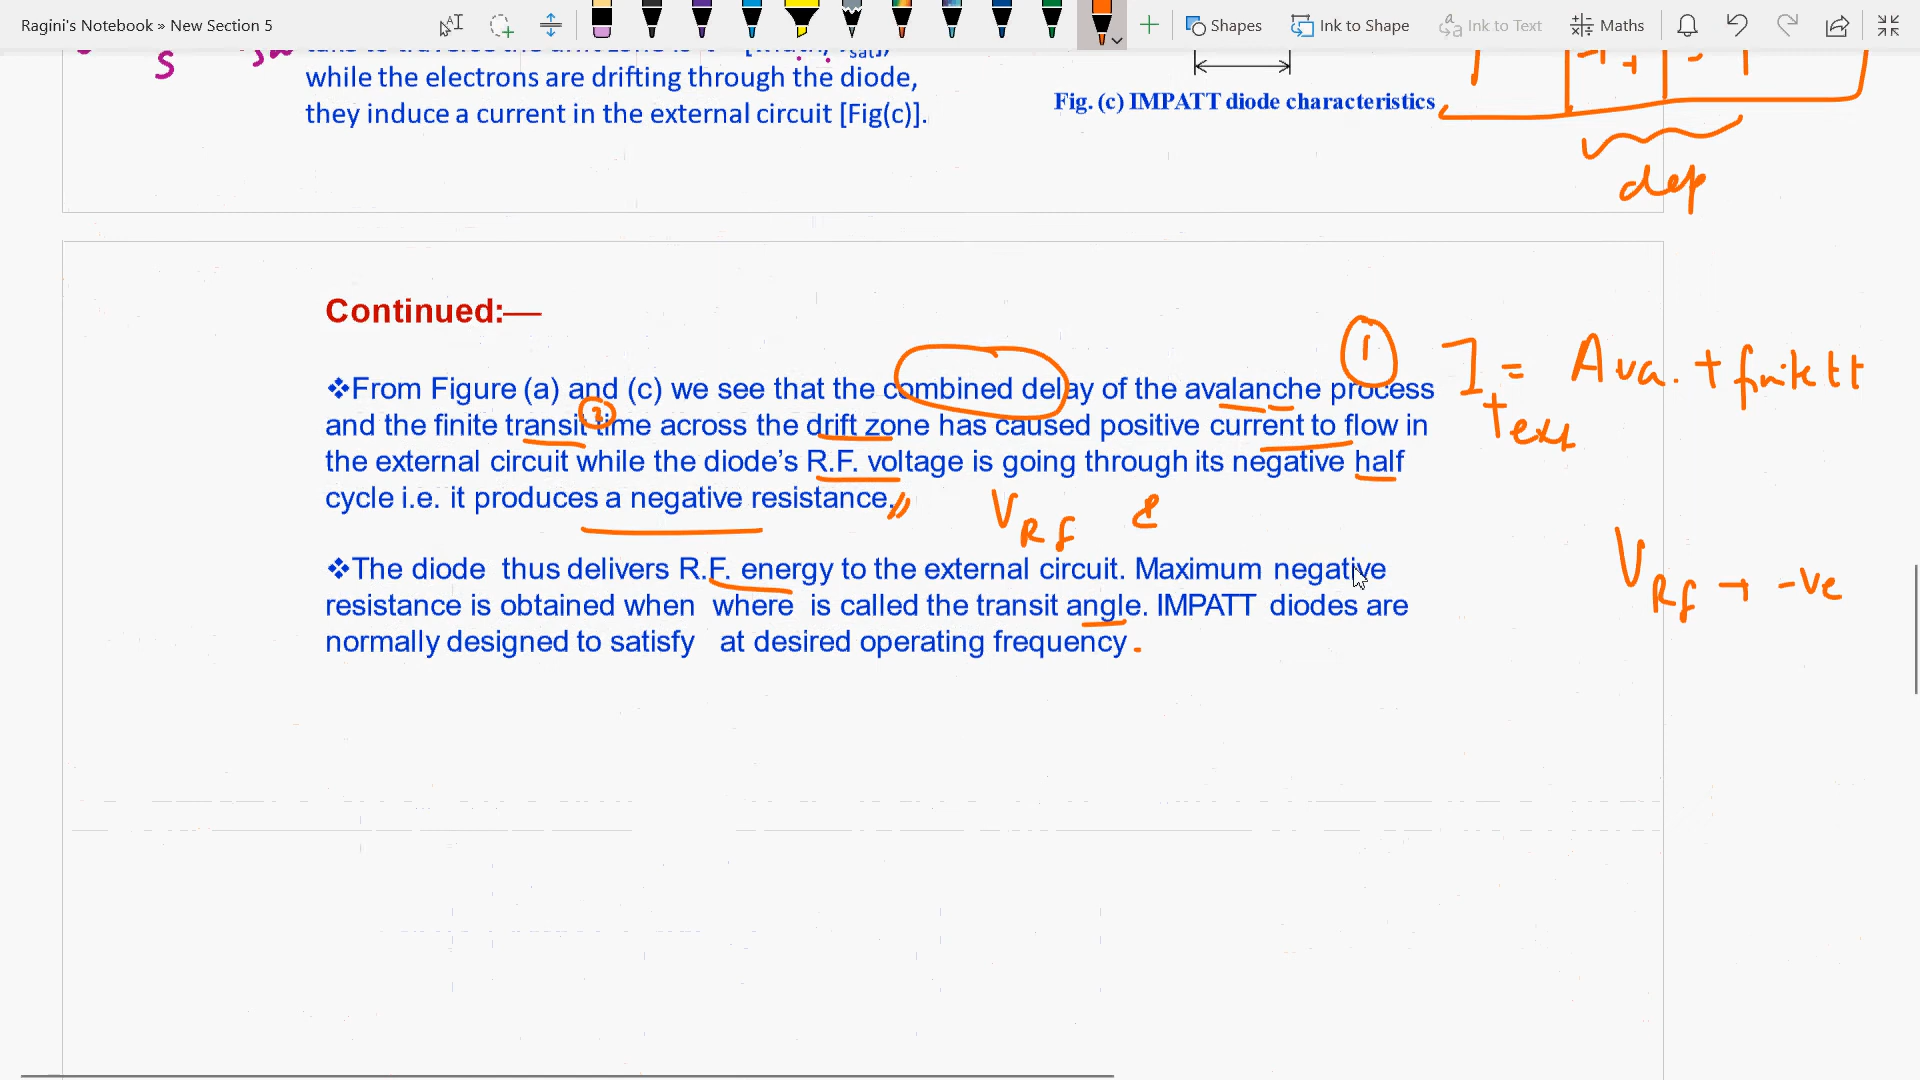 Ragini's Notebook » New Section 5
Shapes
Ink to Shape
Ink to Text
Maths
while the electrons are drifting through the diode,
they induce a current in the external circuit [Fig(c)].
Fig. (c) IMPATT diode characteristics
dep
Continued:—
❖From Figure (a) and (c) we see that the combined delay of the avalanche process
and the finite transit time across the drift zone has caused positive current to flow in
the external circuit while the diode's R.F. voltage is going through its negative half
cycle i.e. it produces a negative resistance.
1
2
I = Ava. + finite tt
text
VRf &
❖The diode thus delivers R.F. energy to the external circuit. Maximum negative
resistance is obtained when where is called the transit angle. IMPATT diodes are
normally designed to satisfy at desired operating frequency .
VRf → -ve